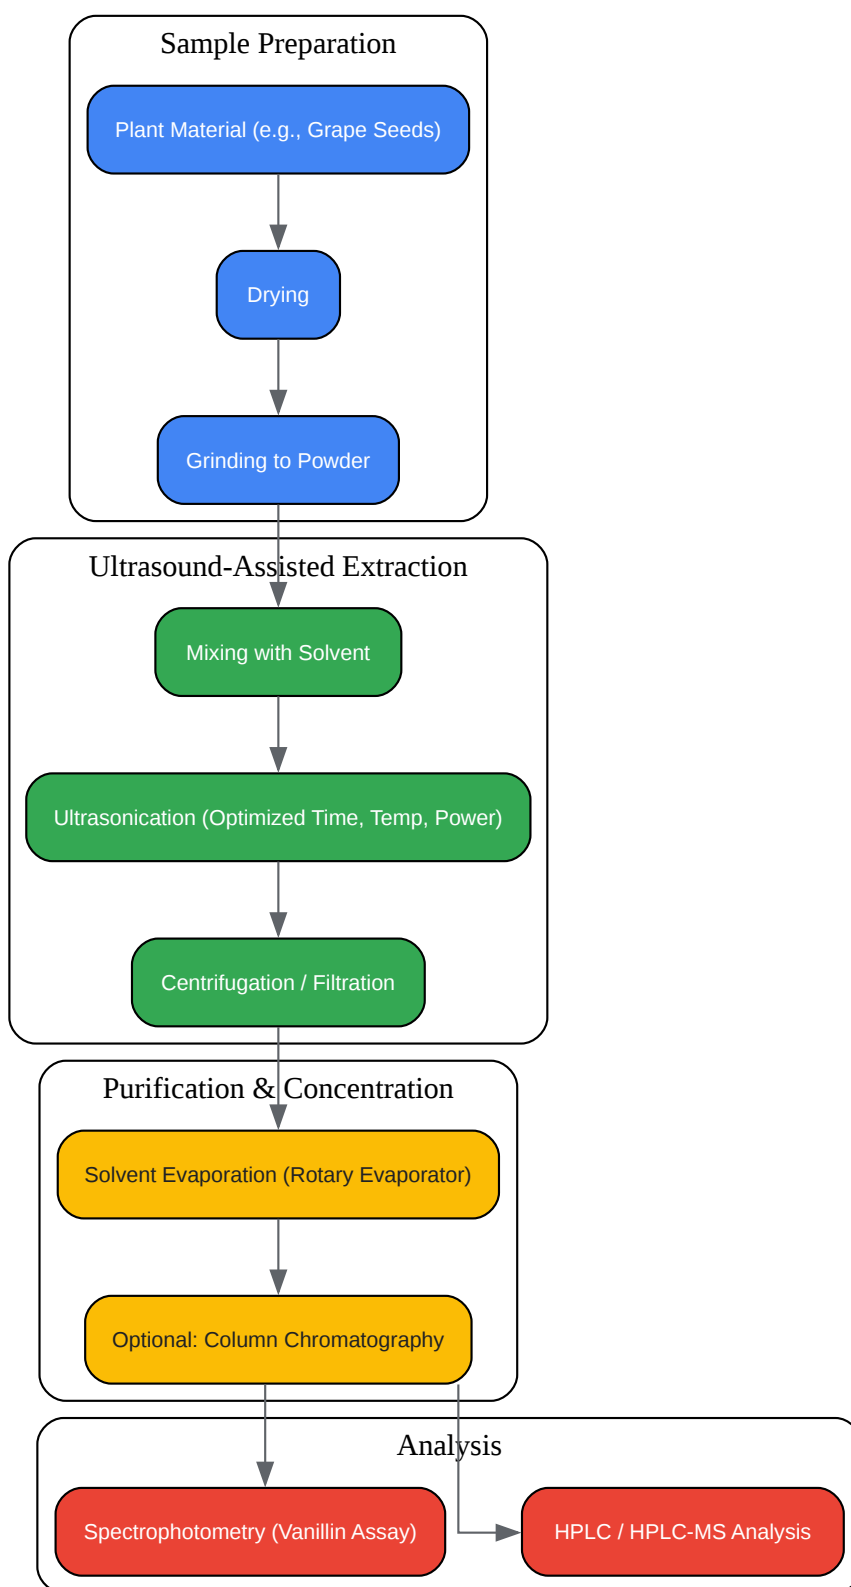 Sample Preparation
Plant Material (e.g., Grape Seeds)
Drying
Grinding to Powder
Ultrasound-Assisted Extraction
Mixing with Solvent
Ultrasonication (Optimized Time, Temp, Power)
Centrifugation / Filtration
Purification & Concentration
Solvent Evaporation (Rotary Evaporator)
Optional: Column Chromatography
Analysis
Spectrophotometry (Vanillin Assay)
HPLC / HPLC-MS Analysis